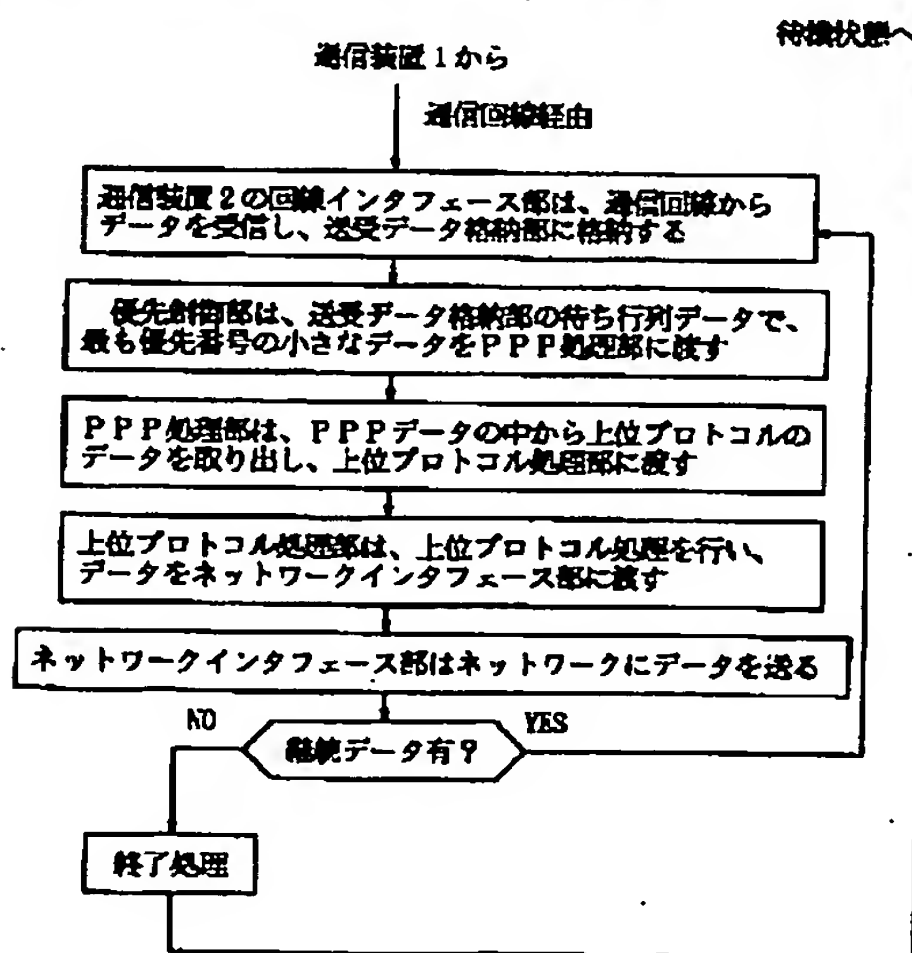 待機状態へ
通信装置1から
通信回線経由
通信装置2の回線インタフェース部は、通信回線から
データを受信し、送受データ格納部に格納する
優先制御部は、送受データ格納部の待ち行列データで、
最も優先番号の小さなデータをPPP処理部に渡す
PPP処理部は、PPPデータの中から上位プロトコルの
データを取り出し、上位プロトコル処理部に渡す
上位プロトコル処理部は、上位プロトコル処理を行い、
データをネットワークインタフェース部に渡す
ネットワークインタフェース部はネットワークにデータを送る
NO
YES
継続データ有?
終了処理